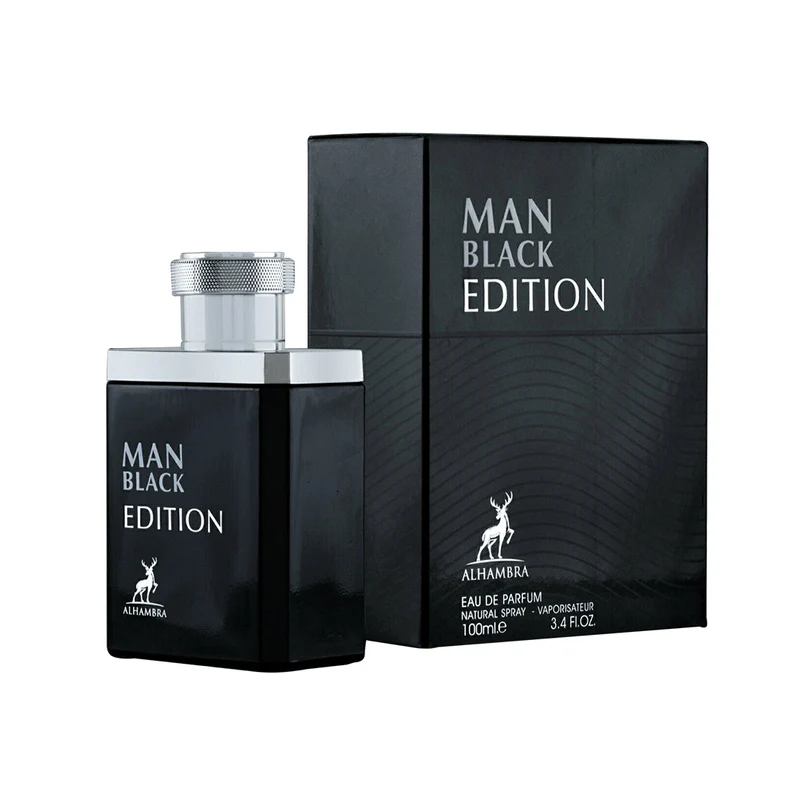 MAN
BLACK
EDITION
ALHAMBRA
MAN
BLACK
EDITION
ALHAMBRA
EAU DE PARFUM
NATURAL SPRAY - VAPORISATEUR
100ml.e 3.4 Fl.OZ.